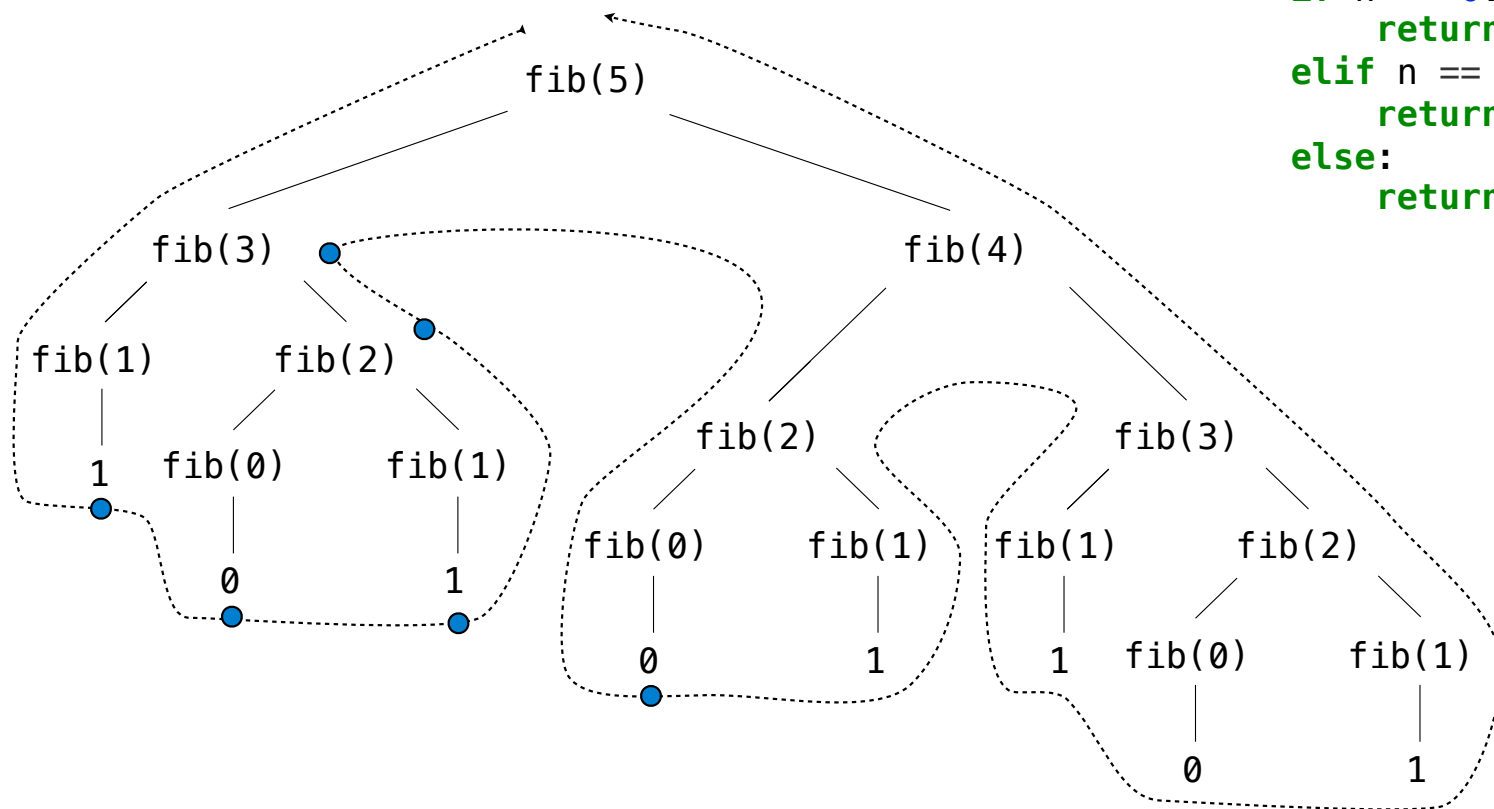 return
elif n ==
return
else:
return
fib(5)
fib(3)
fib(4)
fib(1)
fib(2)
fib(2)
fib(3)
1
fib(0)
fib(1)
fib(0)
fib(1)
fib(1)
fib(2)
0
1
0
1
1
fib(0)
fib(1)
0
1